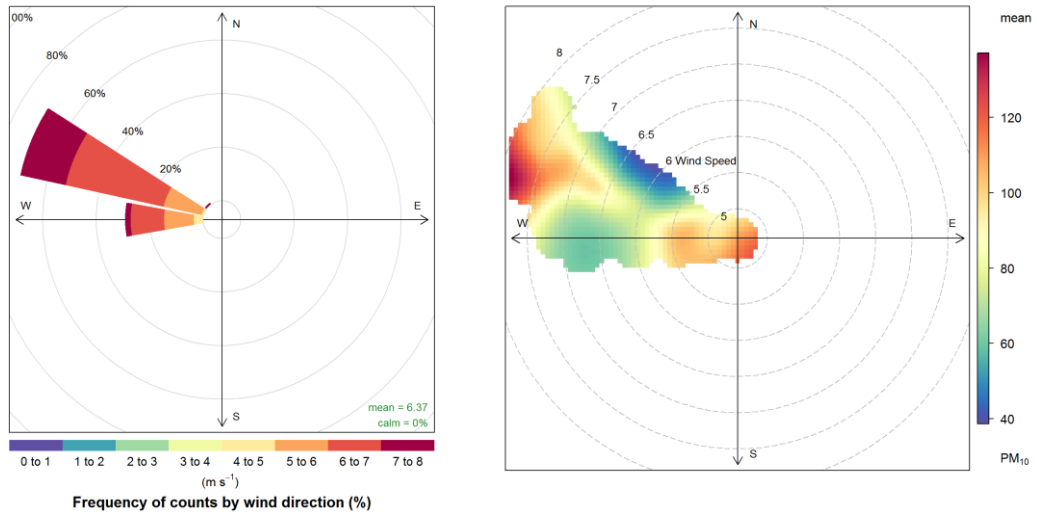 00%
80%
60%
40%
20%
N
W
E
S
mean = 6.37
calm = 0%
0 to 1
1 to 2
2 to 3
3 to 4
4 to 5
5 to 6
6 to 7
7 to 8
(m s⁻¹)
Frequency of counts by wind direction (%)
N
8
7.5
7
6.5
6 Wind Speed
5.5
5
W
E
S
mean
120
100
80
60
40
PM₁₀